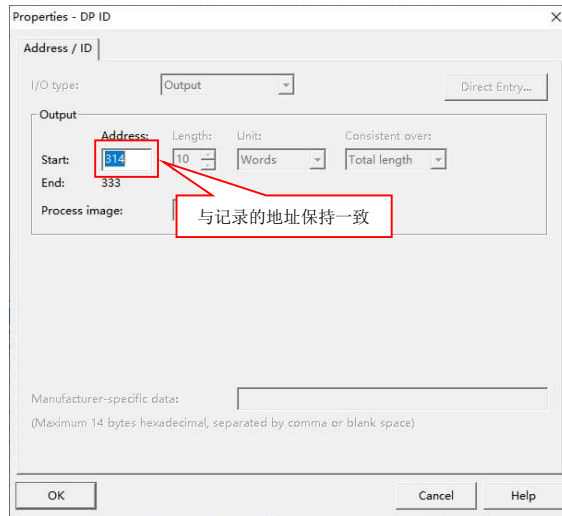 Properties - DP ID
Address / ID
I/O type: Output Direct Entry...
Output
Address: Length: Unit: Consistent over:
Start: 314 10 Words Total length
End: 333
Process image:
与记录的地址保持一致
Manufacturer-specific data:
(Maximum 14 bytes hexadecimal, separated by comma or blank space)
OK Cancel Help